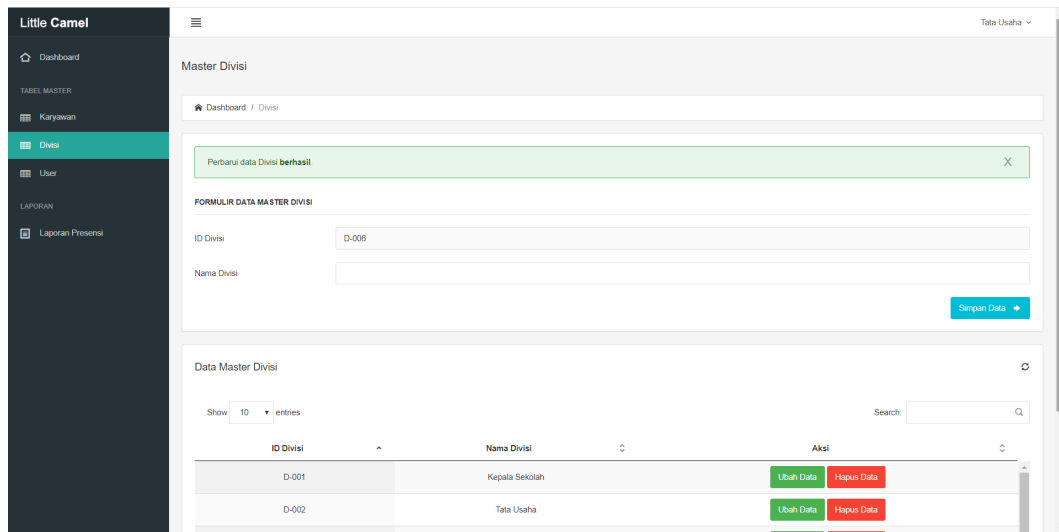 Little Camel
Tata Usaha
Dashboard
TABEL MASTER
Karyawan
Divisi
User
LAPORAN
Laporan Presensi
Master Divisi
Dashboard / Divisi
Perbarui data Divisi berhasil.
X
FORMULIR DATA MASTER DIVISI
ID Divisi D-006
Nama Divisi
Simpan Data
Data Master Divisi
Show 10 entries Search:
ID Divisi Nama Divisi Aksi
D-001 Kepala Sekolah Ubah Data Hapus Data
D-002 Tata Usaha Ubah Data Hapus Data